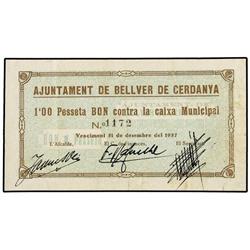 AJUNTAMENT DE BELLVER DE CERDANYA
1'00 Pesseta BON contra la caixa Municipal
N.º 1172
Venciment 31 de desembre del 1937
L'Alcalde, El